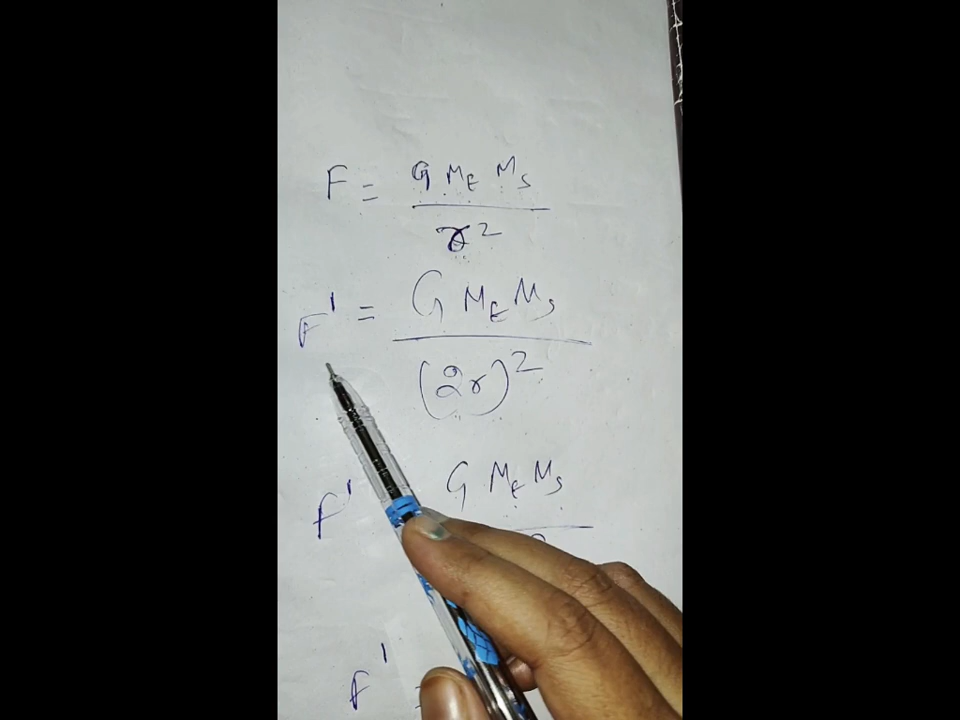 F = G M_E M_s / r²
F' = G M_E M_s / (2r)²
F' G M_E M_s
F'